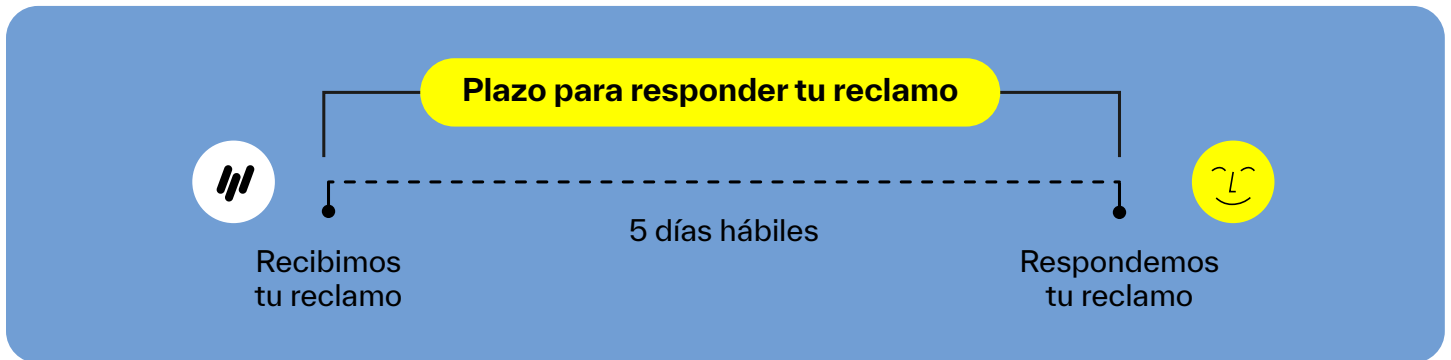 Plazo para responder tu reclamo
5 días hábiles
Recibimos
tu reclamo
Respondemos
tu reclamo